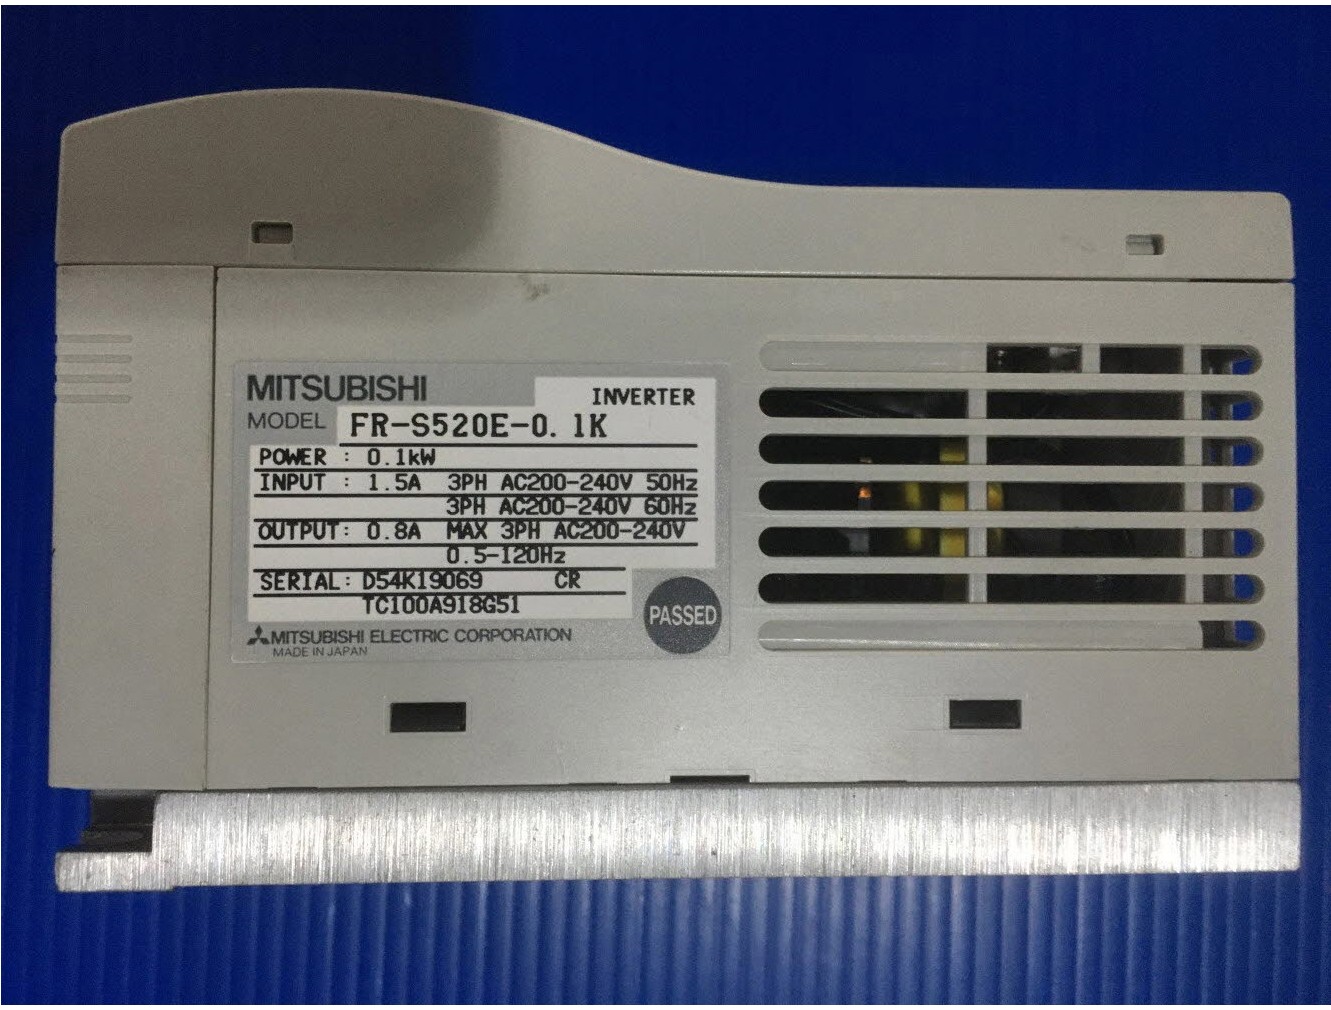 MITSUBISHI
INVERTER
MODEL FR-S520E-0.1K
POWER : 0.1kW
INPUT : 1.5A 3PH AC200-240V 50Hz
3PH AC200-240V 60Hz
OUTPUT: 0.8A MAX 3PH AC200-240V
0.5-120Hz
SERIAL: D54K19069 CR
TC100A918G51
PASSED
MITSUBISHI ELECTRIC CORPORATION
MADE IN JAPAN